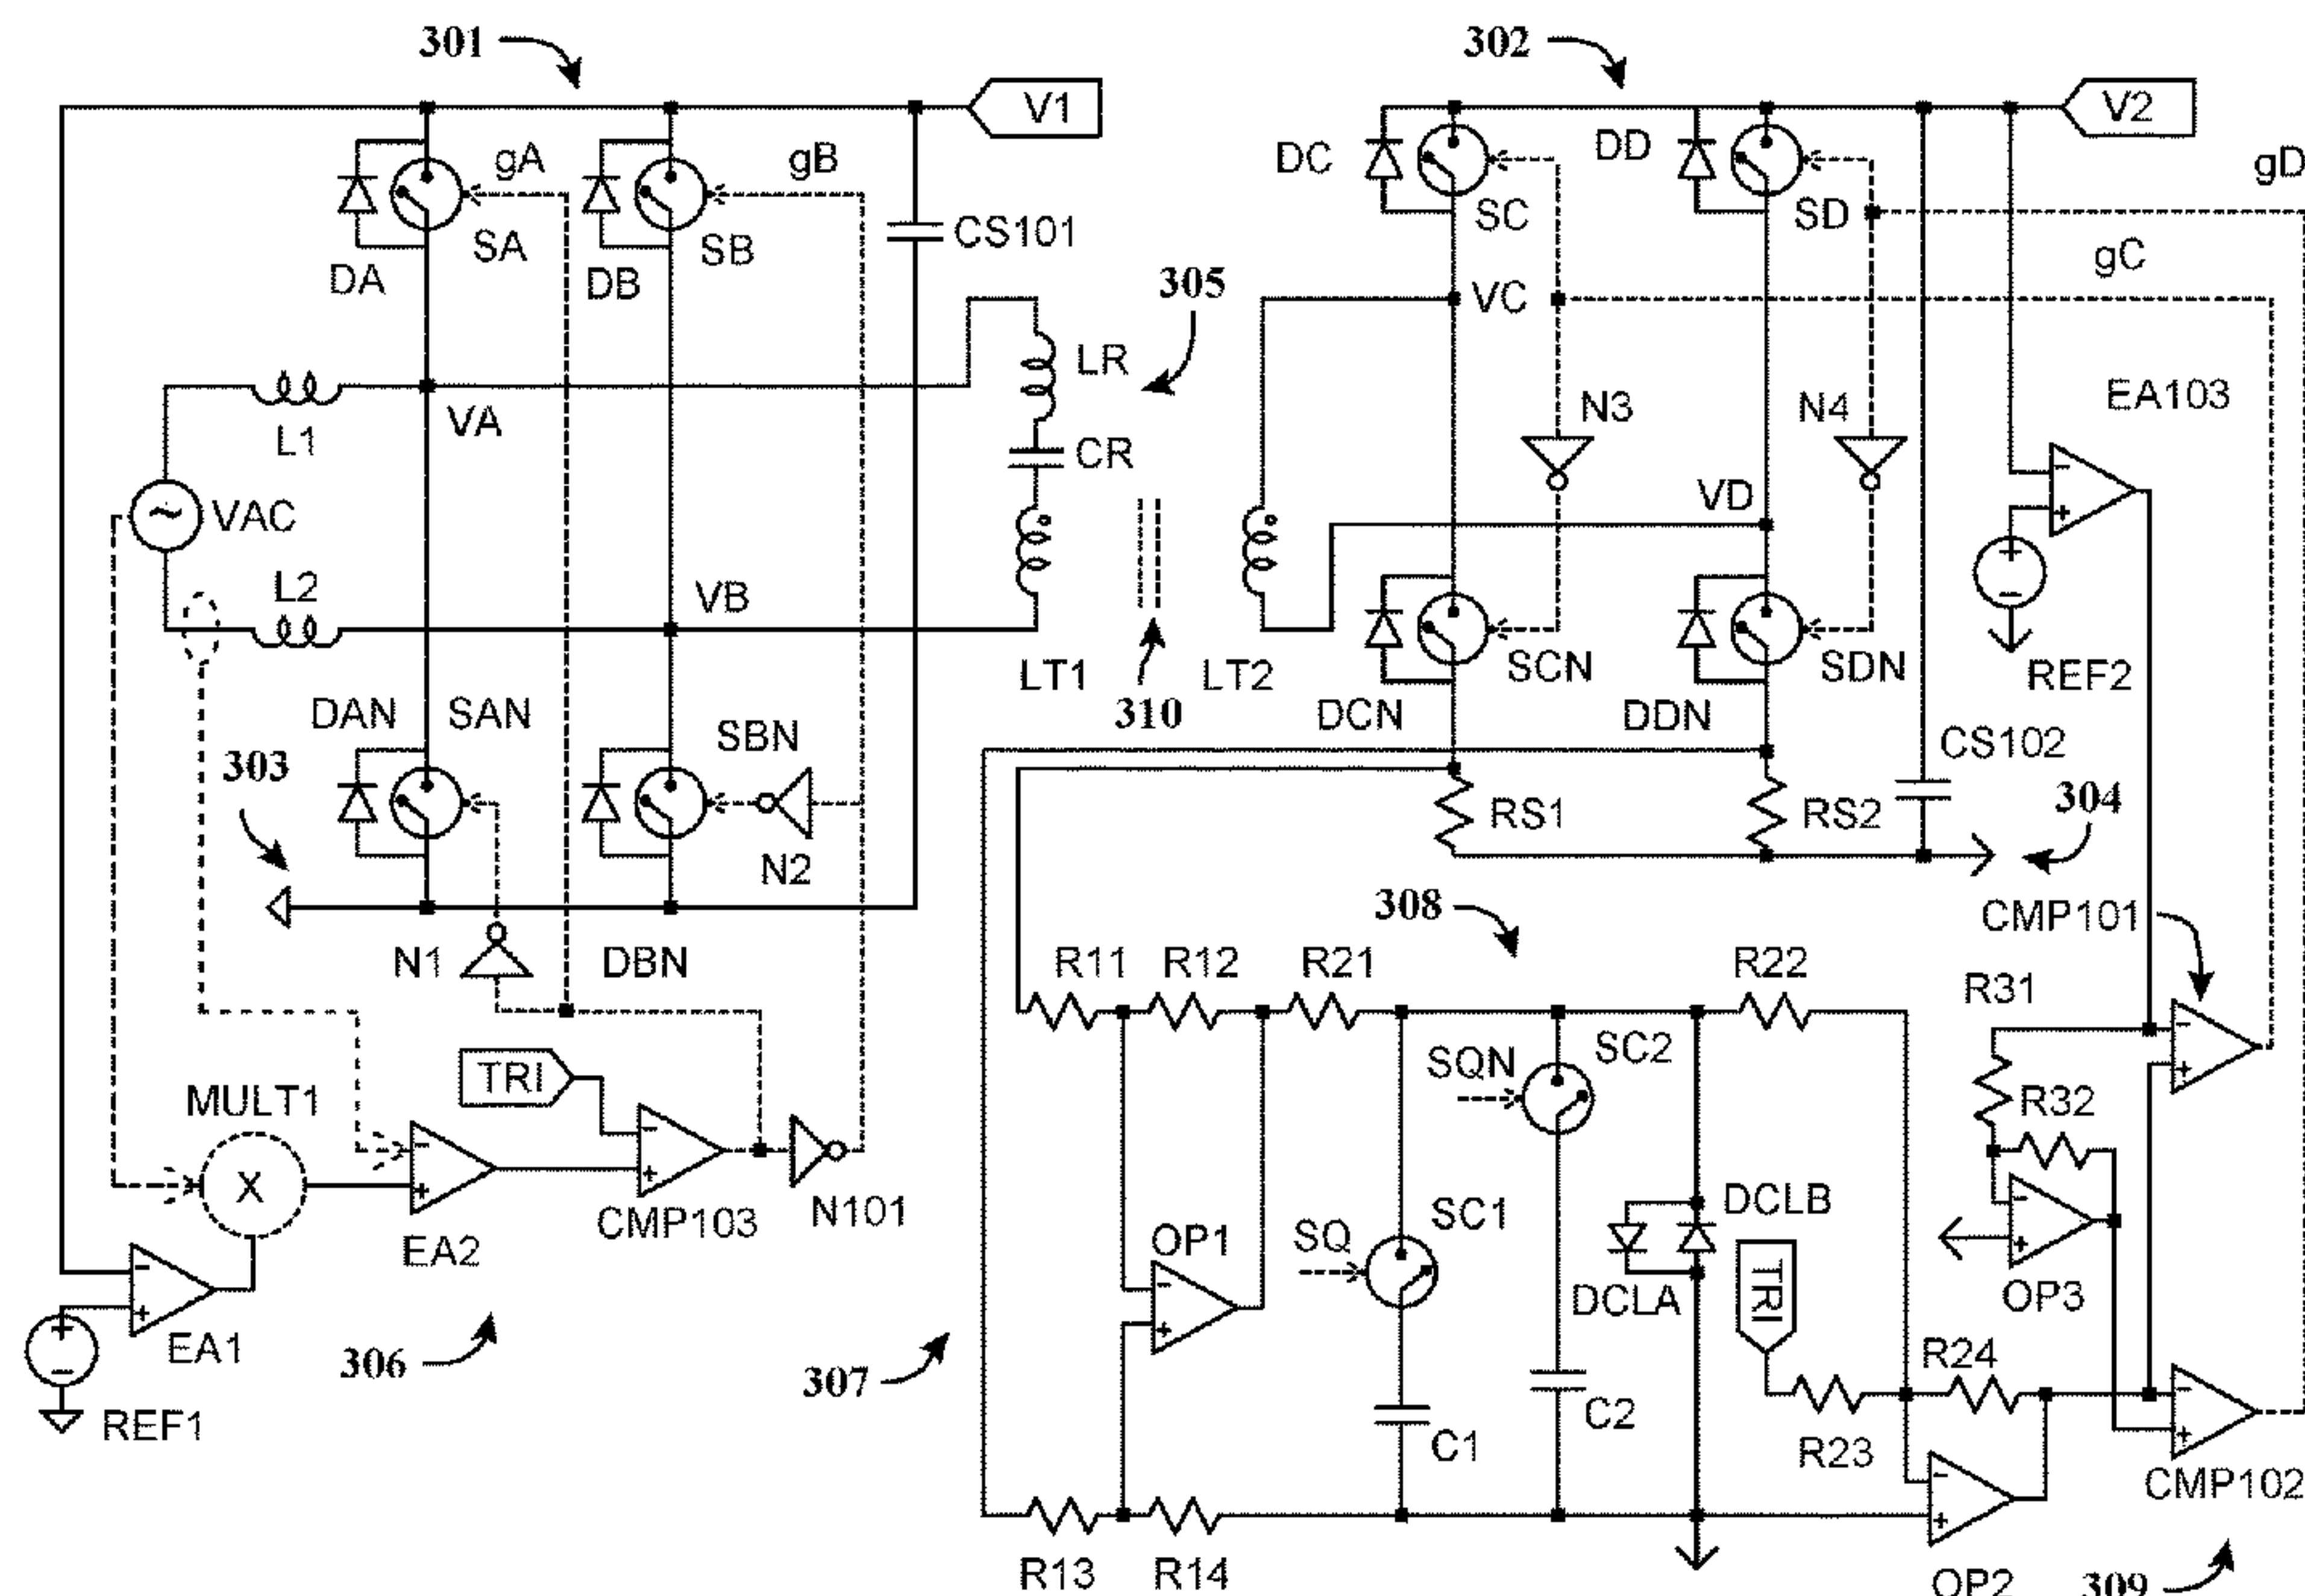 301
302
V1
V2
gA
gB
DC
DD
gD
SA
SB
CS101
SC
SD
DA
DB
gC
305
VC
LR
VA
L1
CR
N3
N4
EA103
VAC
VD
L2
VB
LT1
310
LT2
SCN
SDN
REF2
DAN
SAN
SBN
DCN
DDN
CS102
303
RS1
RS2
304
N2
308
CMP101
N1
DBN
R11
R12
R21
R22
R31
SQN
SC2
TRI
MULT1
R32
X
CMP103
N101
OP1
SQ
SC1
DCLB
EA2
DCLA
TRI
OP3
EA1
306
307
R24
REF1
C1
C2
R23
CMP102
R13
R14
OP2
309